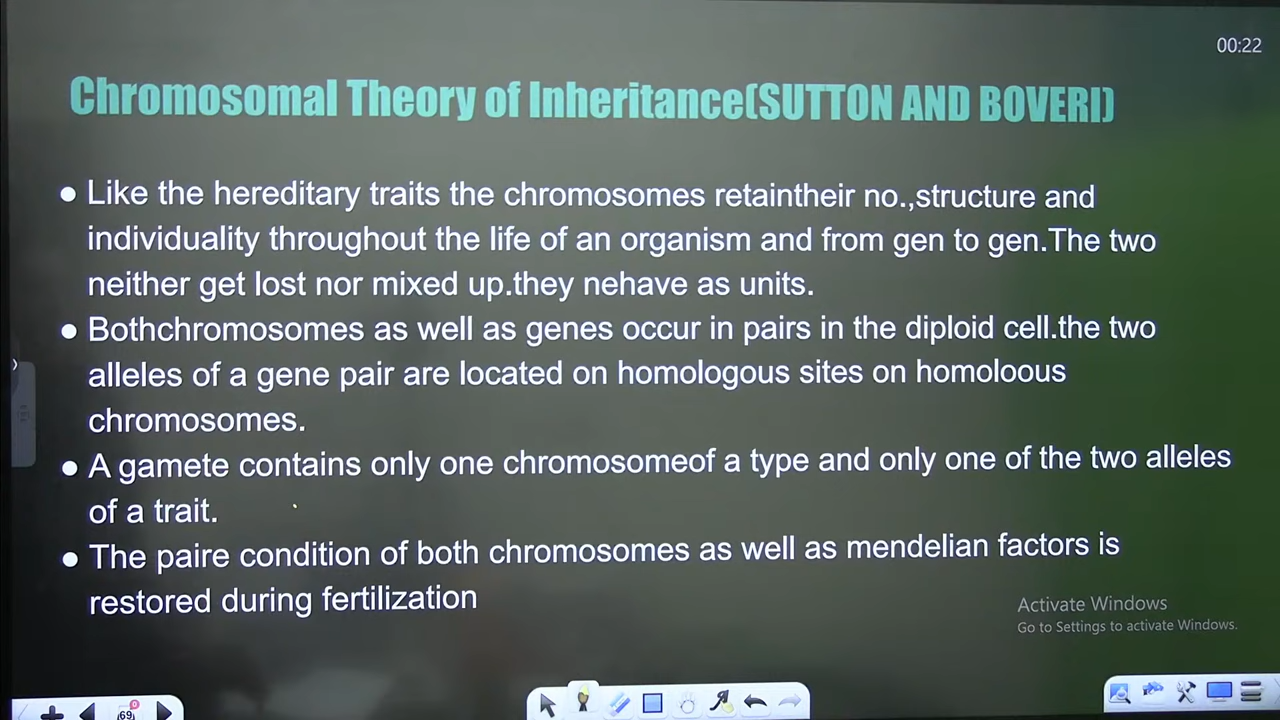 00:22
Chromosomal Theory of Inheritance(SUTTON AND BOVERI)
● Like the hereditary traits the chromosomes retaintheir no.,structure and
individuality throughout the life of an organism and from gen to gen.The two
neither get lost nor mixed up.they nehave as units.
● Bothchromosomes as well as genes occur in pairs in the diploid cell.the two
alleles of a gene pair are located on homologous sites on homoloous
chromosomes.
● A gamete contains only one chromosomeof a type and only one of the two alleles
of a trait.
● The paire condition of both chromosomes as well as mendelian factors is
restored during fertilization
Activate Windows
Go to Settings to activate Windows.
69
0